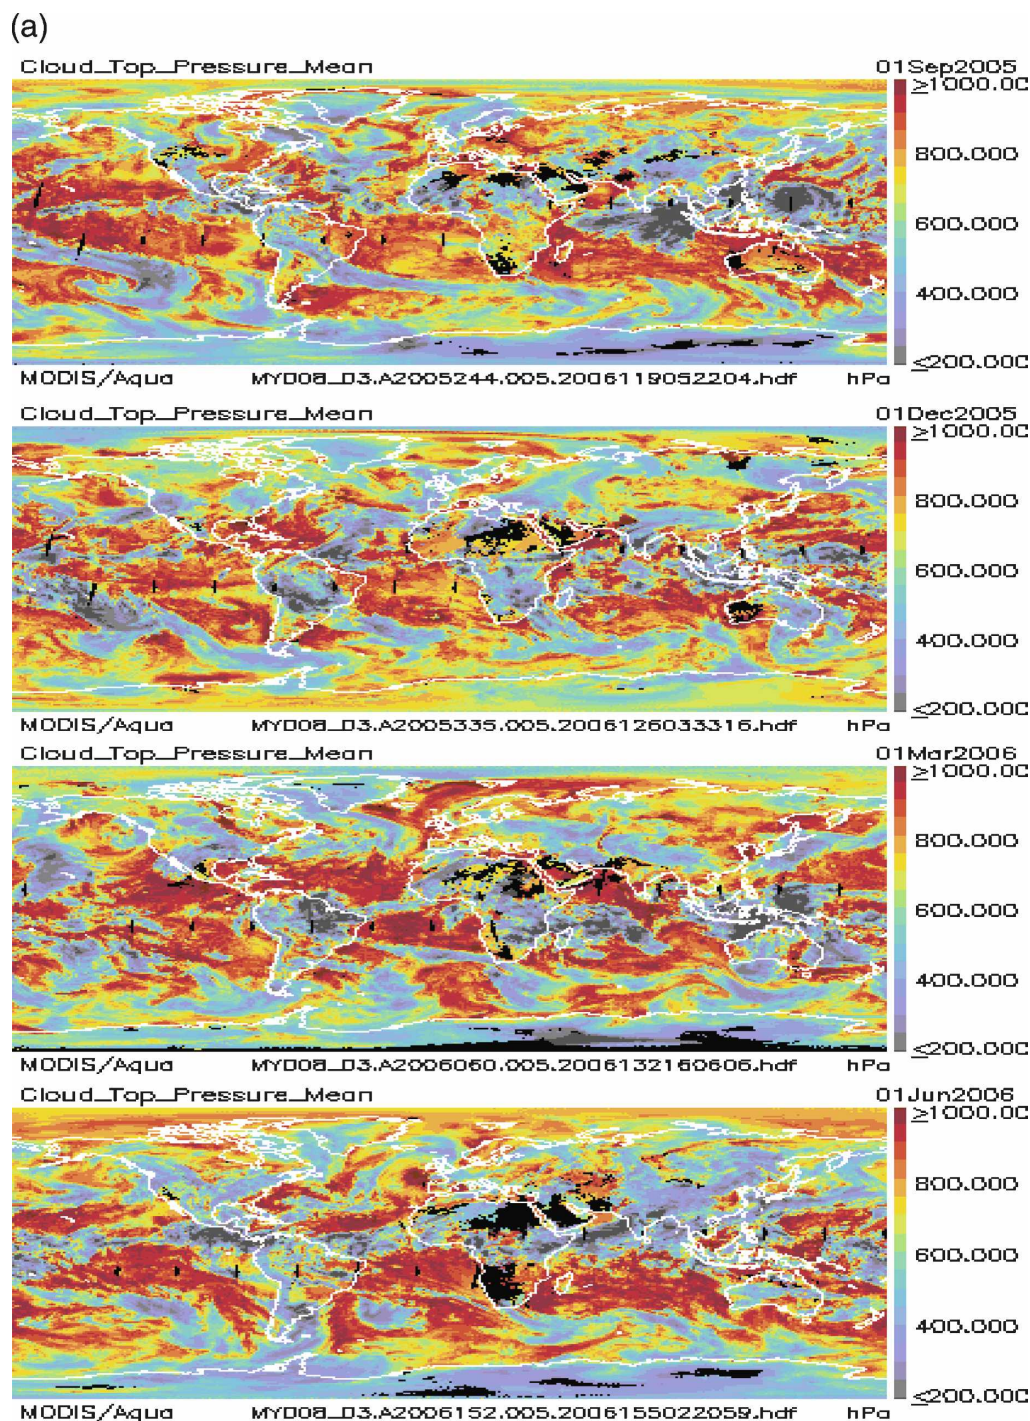 (a)
Cloud_Top_Pressure_Mean 01Sep2005
≥1000.00
800.000
600.000
400.000
≤200.000
MODIS/Aqua MYD08_D3.A2005244.005.2006119052204.hdf hPa
Cloud_Top_Pressure_Mean 01Dec2005
≥1000.00
800.000
600.000
400.000
≤200.000
MODIS/Aqua MYD08_D3.A2005335.005.2006126033316.hdf hPa
Cloud_Top_Pressure_Mean 01Mar2006
≥1000.00
800.000
600.000
400.000
≤200.000
MODIS/Aqua MYD08_D3.A2006060.005.2006132160606.hdf hPa
Cloud_Top_Pressure_Mean 01Jun2006
≥1000.00
800.000
600.000
400.000
≤200.000
MODIS/Aqua MYD08_D3.A2006152.005.2006155022059.hdf hPa